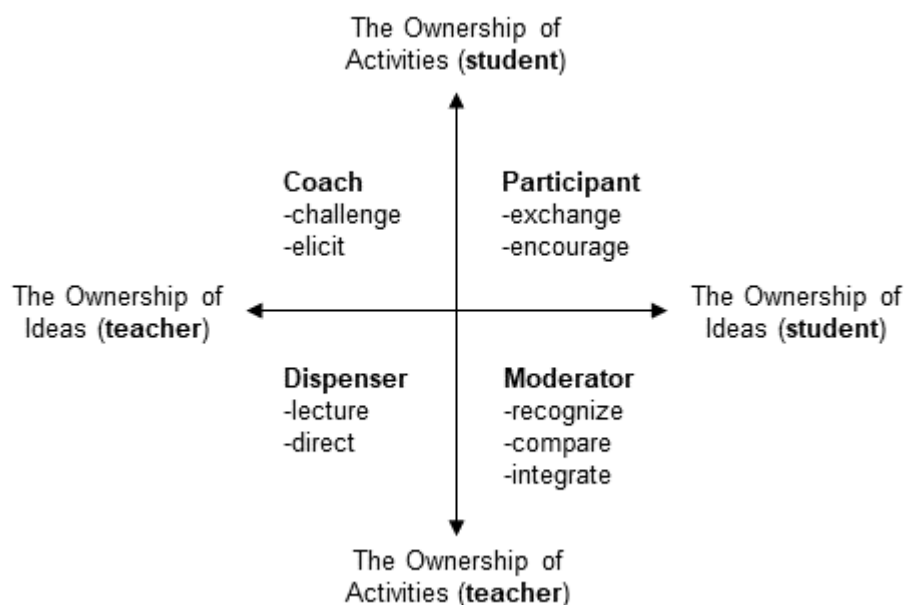 The Ownership of
Activities (student)
Coach
-challenge
-elicit
Participant
-exchange
-encourage
The Ownership of
Ideas (teacher)
The Ownership of
Ideas (student)
Dispenser
-lecture
-direct
Moderator
-recognize
-compare
-integrate
The Ownership of
Activities (teacher)